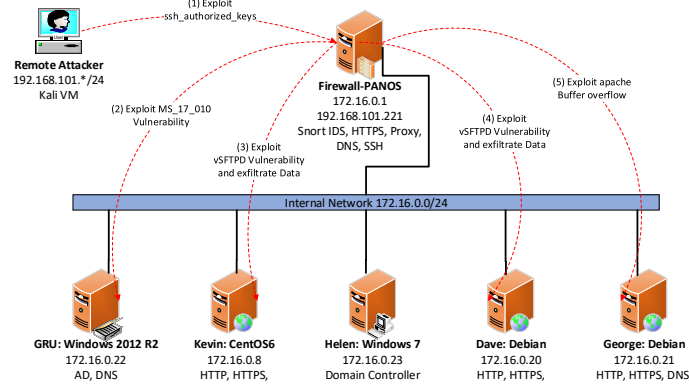 (1) Exploit
ssh_authorized_keys
Remote Attacker
192.168.101.*/24
Kali VM
Firewall-PANOS
172.16.0.1
192.168.101.221
Snort IDS, HTTPS, Proxy,
DNS, SSH
(2) Exploit MS_17_010
Vulnerability
(3) Exploit
vSFTPD Vulnerability
and exfiltrate Data
(4) Exploit
vSFTPD Vulnerability
and exfiltrate Data
(5) Exploit apache
Buffer overflow
Internal Network 172.16.0.0/24
GRU: Windows 2012 R2
172.16.0.22
AD, DNS
Kevin: CentOS6
172.16.0.8
HTTP, HTTPS,
Helen: Windows 7
172.16.0.23
Domain Controller
Dave: Debian
172.16.0.20
HTTP, HTTPS,
George: Debian
172.16.0.21
HTTP, HTTPS, DNS